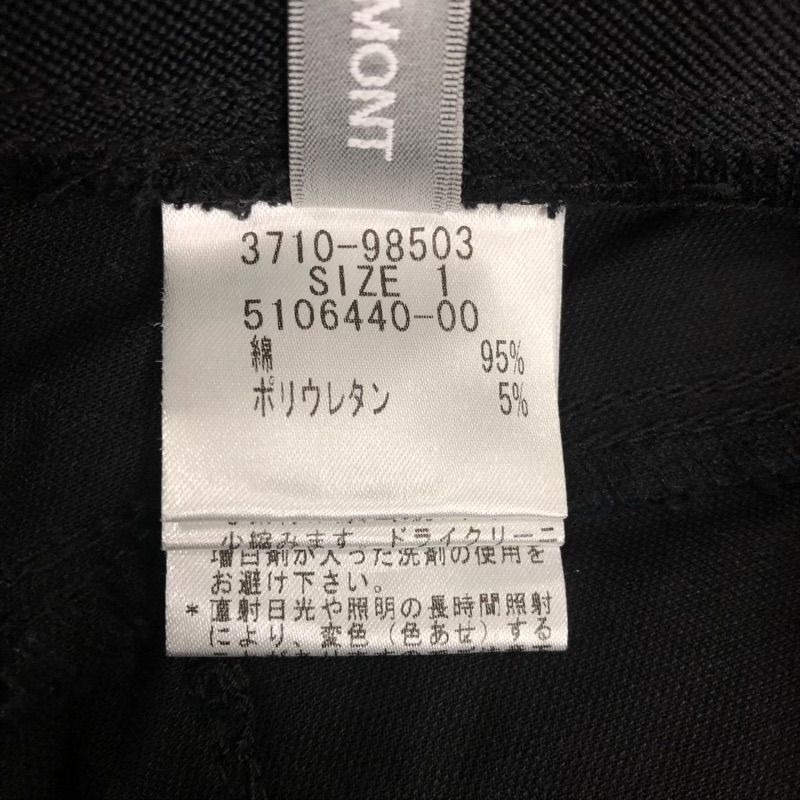 MONT
3710-98503
SIZE 1
5106440-00
綿 95%
ポリウレタン 5%
少縮みます ドライクリーニ
増白剤が入った洗剤の使用を
お避け下さい。
* 直射日光や照明の長時間照射
により、変色(色あせ)する